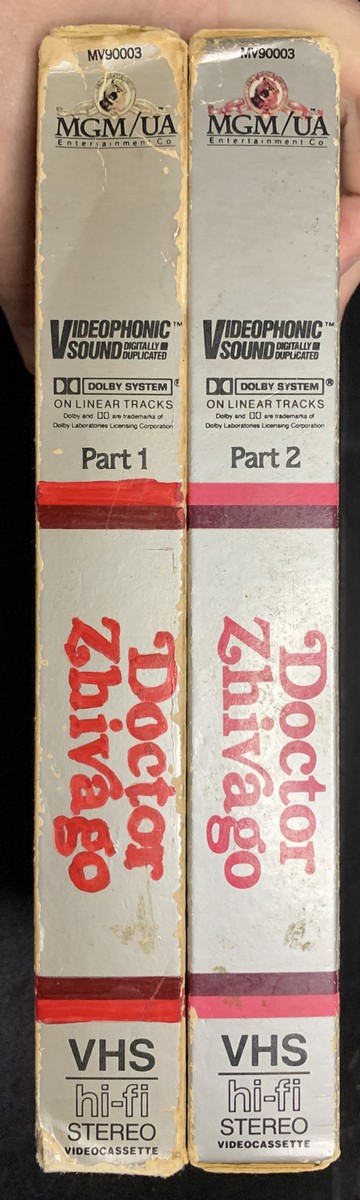 MV90003
MGM/UA
Entertainment Co
VIDEOPHONIC™
SOUND DIGITALLY
DUPLICATED
DOLBY SYSTEM®
ON LINEAR TRACKS
Dolby and are trademarks of
Dolby Laboratories Licensing Corporation
Part 1
Doctor
Zhivago
VHS
hi-fi
STEREO
VIDEOCASSETTE
MV90003
MGM/UA
Entertainment Co
VIDEOPHONIC™
SOUND DIGITALLY
DUPLICATED
DOLBY SYSTEM®
ON LINEAR TRACKS
Dolby and are trademarks of
Dolby Laboratories Licensing Corporation
Part 2
Doctor
Zhivago
VHS
hi-fi
STEREO
VIDEOCASSETTE